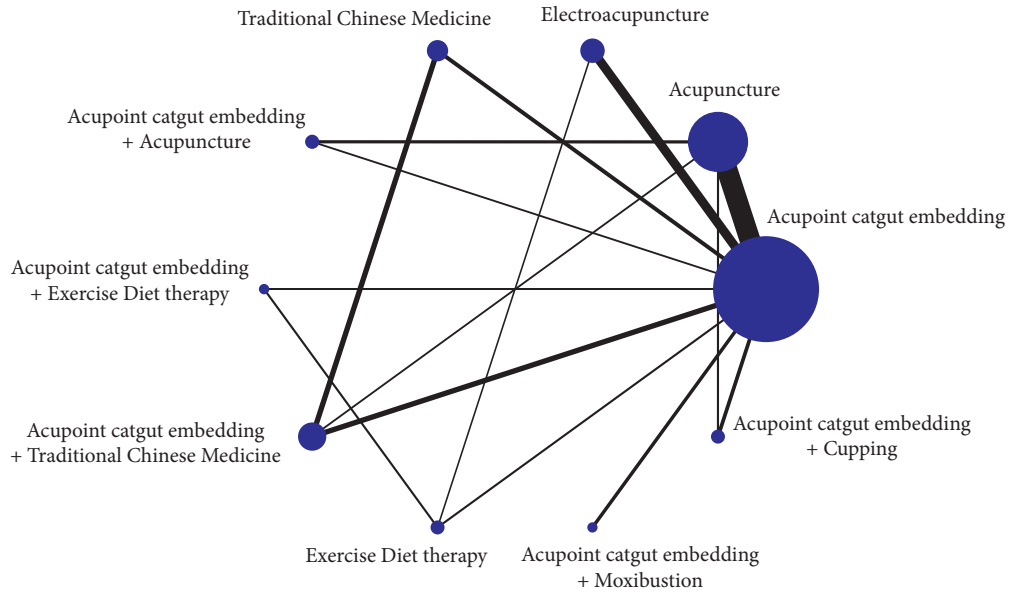 Traditional Chinese Medicine
Electroacupuncture
Acupuncture
Acupoint catgut embedding
+ Acupuncture
Acupoint catgut embedding
Acupoint catgut embedding
+ Exercise Diet therapy
Acupoint catgut embedding
+ Traditional Chinese Medicine
Acupoint catgut embedding
+ Cupping
Exercise Diet therapy
Acupoint catgut embedding
+ Moxibustion